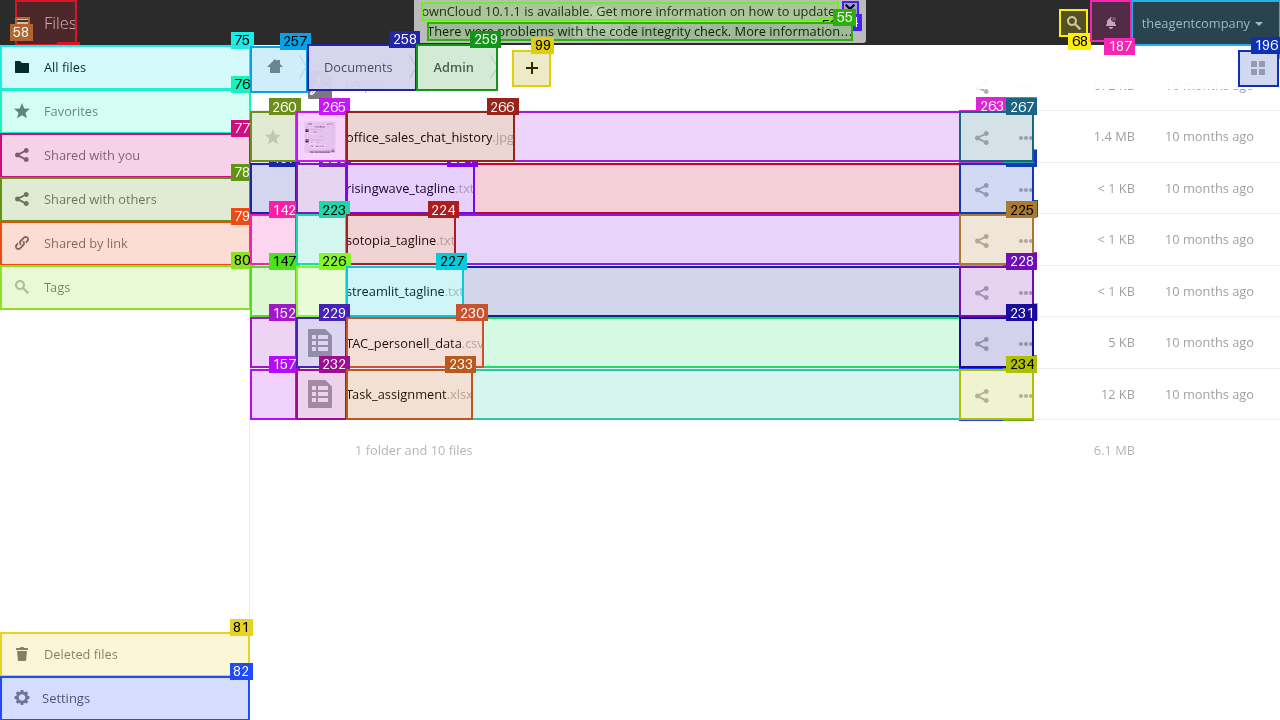 Files
ownCloud 10.1.1 is available. Get more information on how to update
There were problems with the code integrity check. More information…
theagentcompany
58
55
68
187
75
257
258
259
99
196
All files
Documents
Admin
76
Favorites
260
265
266
263
267
office_sales_chat_history.jpg
1.4 MB
10 months ago
77
Shared with you
risingwave_tagline.txt
< 1 KB
10 months ago
78
Shared with others
142
223
224
225
79
Shared by link
sotopia_tagline.txt
< 1 KB
10 months ago
80
Tags
147
226
227
228
streamlit_tagline.txt
< 1 KB
10 months ago
152
229
230
231
TAC_personell_data.csv
5 KB
10 months ago
157
232
233
234
Task_assignment.xlsx
12 KB
10 months ago
1 folder and 10 files
6.1 MB
81
Deleted files
82
Settings